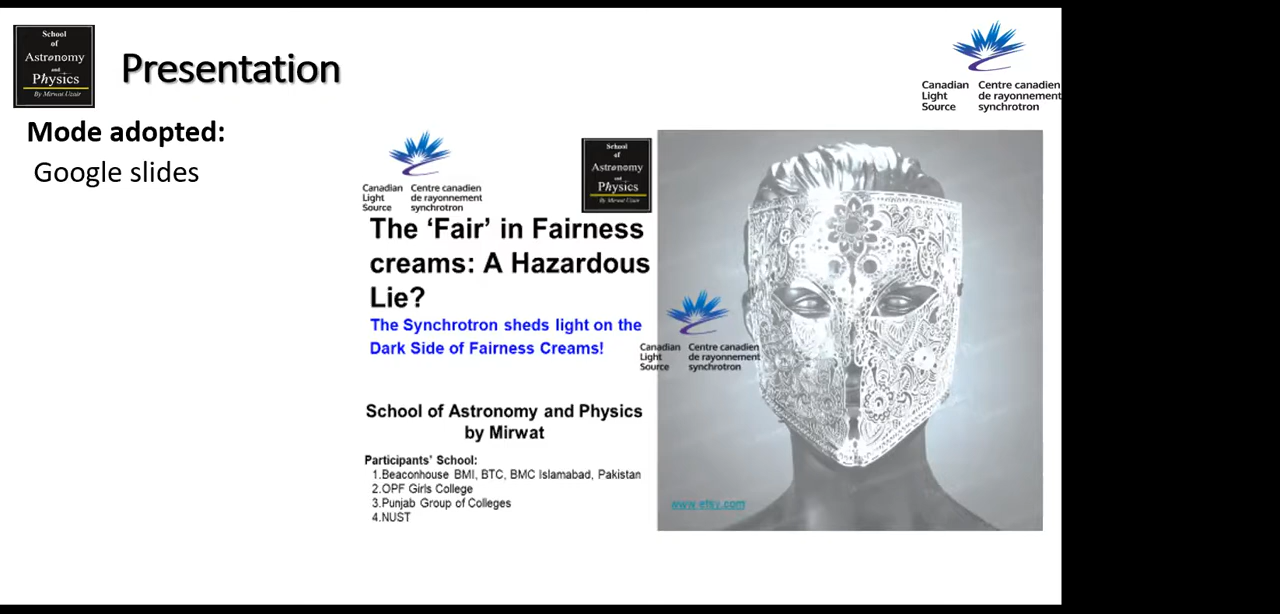 School
of
Astronomy
and
Physics
By Mirwat Uzair
Presentation
Canadian Light Source
Centre canadien de rayonnement synchrotron
Mode adopted:
Google slides
Canadian Light Source
Centre canadien de rayonnement synchrotron
School
of
Astronomy
and
Physics
By Mirwat Uzair
The ‘Fair’ in Fairness
creams: A Hazardous
Lie?
The Synchrotron sheds light on the
Dark Side of Fairness Creams!
Canadian Light Source
Centre canadien de rayonnement synchrotron
School of Astronomy and Physics
by Mirwat
Participants’ School:
1.Beaconhouse BMI, BTC, BMC Islamabad, Pakistan
2.OPF Girls College
3.Punjab Group of Colleges
4.NUST
www.etsy.com